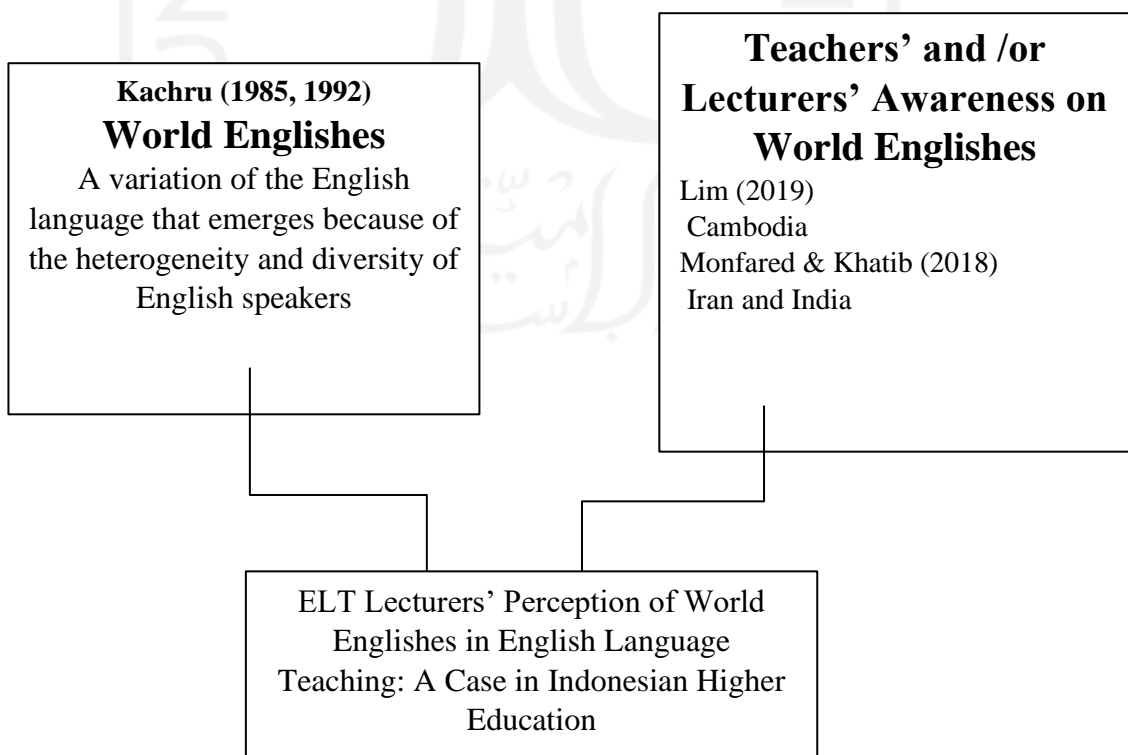 Kachru (1985, 1992)
World Englishes
A variation of the English
language that emerges because of
the heterogeneity and diversity of
English speakers
Teachers’ and /or
Lecturers’ Awareness on
World Englishes
Lim (2019)
Cambodia
Monfared & Khatib (2018)
Iran and India
ELT Lecturers’ Perception of World
Englishes in English Language
Teaching: A Case in Indonesian Higher
Education